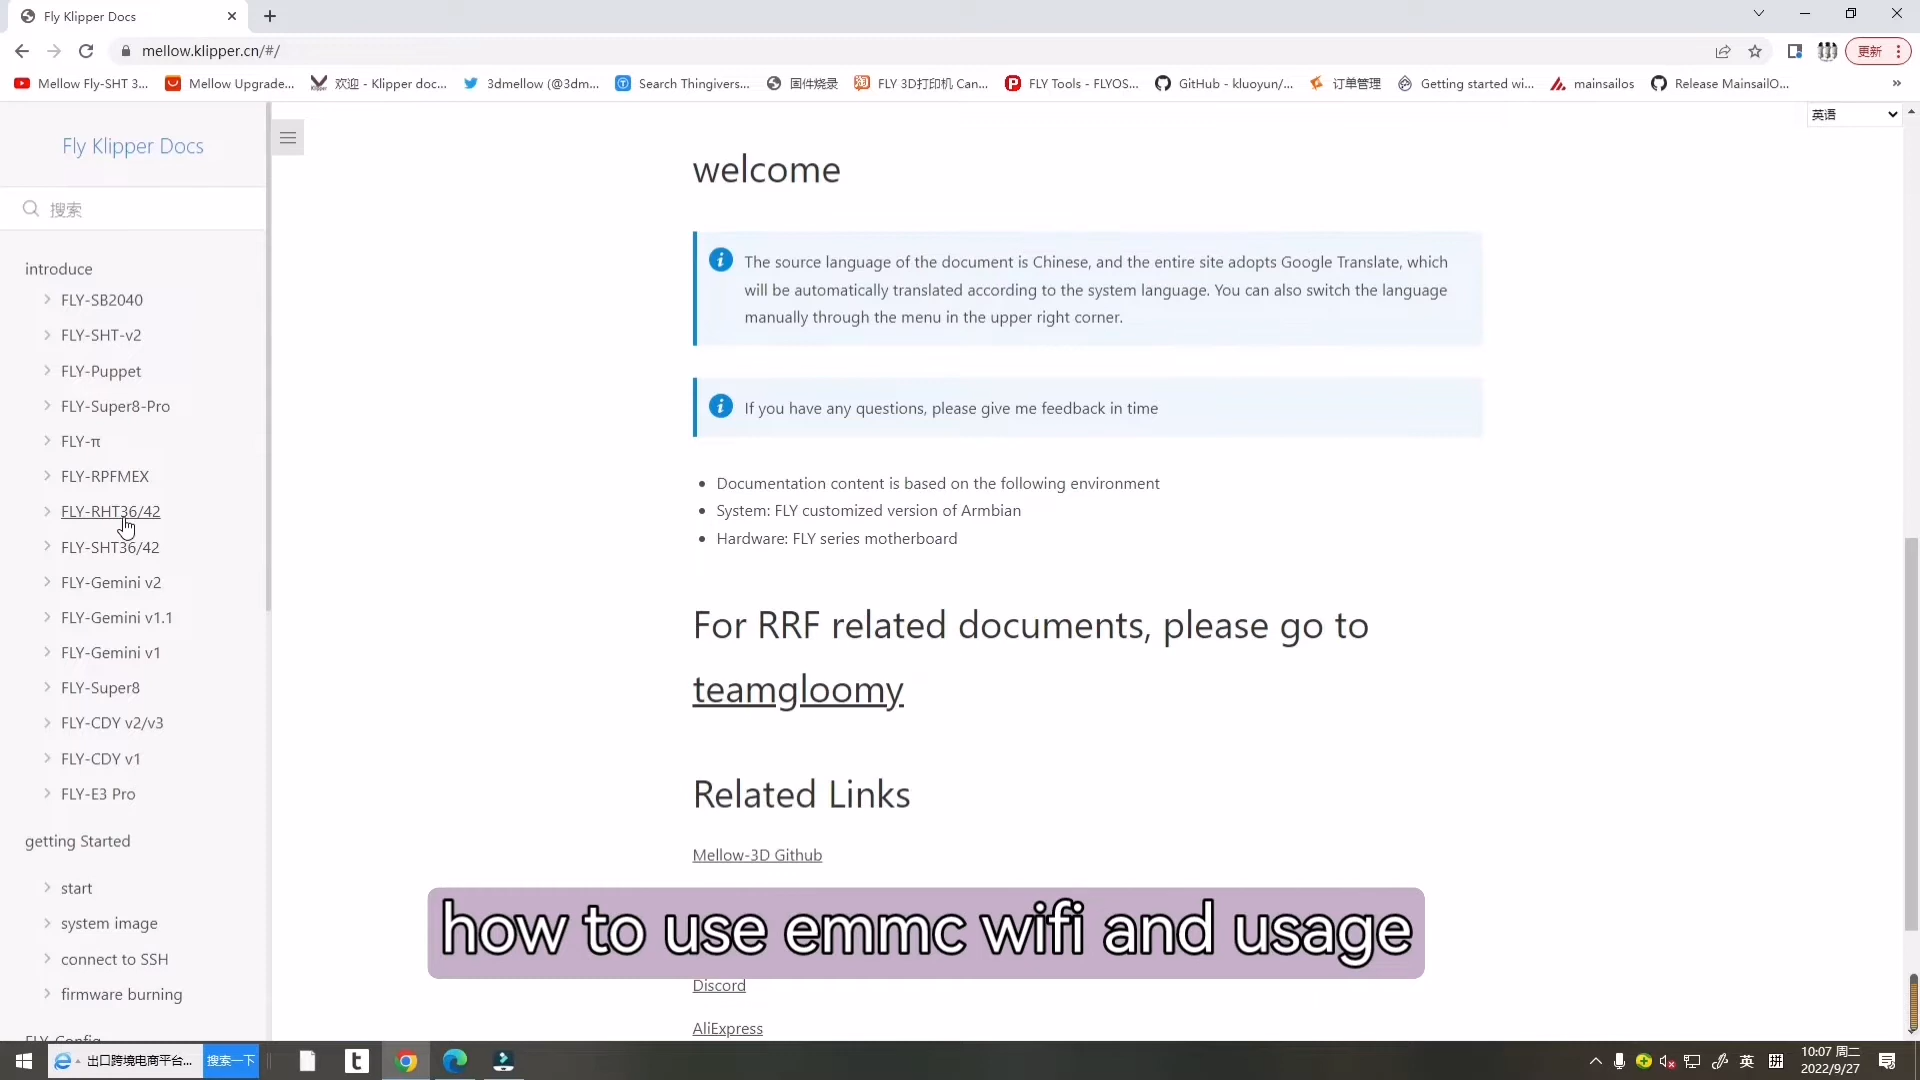 Fly Klipper Docs
mellow.klipper.cn/#/
更新
Mellow Fly-SHT 3...
Mellow Upgrade...
欢迎 - Klipper doc...
3dmellow (@3dm...
Search Thingivers...
固件烧录
FLY 3D打印机 Can...
FLY Tools - FLYOS...
GitHub - kluoyun/...
订单管理
Getting started wi...
mainsailos
Release MainsailO...
»
英语
Fly Klipper Docs
搜索
introduce
FLY-SB2040
FLY-SHT-v2
FLY-Puppet
FLY-Super8-Pro
FLY-π
FLY-RPFMEX
FLY-RHT36/42
FLY-SHT36/42
FLY-Gemini v2
FLY-Gemini v1.1
FLY-Gemini v1
FLY-Super8
FLY-CDY v2/v3
FLY-CDY v1
FLY-E3 Pro
getting Started
start
system image
connect to SSH
firmware burning
FLY-Config
welcome
The source language of the document is Chinese, and the entire site adopts Google Translate, which
will be automatically translated according to the system language. You can also switch the language
manually through the menu in the upper right corner.
If you have any questions, please give me feedback in time
Documentation content is based on the following environment
System: FLY customized version of Armbian
Hardware: FLY series motherboard
For RRF related documents, please go to
teamgloomy
Related Links
Mellow-3D Github
how to use emmc wifi and usage
Discord
AliExpress
出口跨境电商平台...
搜索一下
英
拼
10:07 周二
2022/9/27